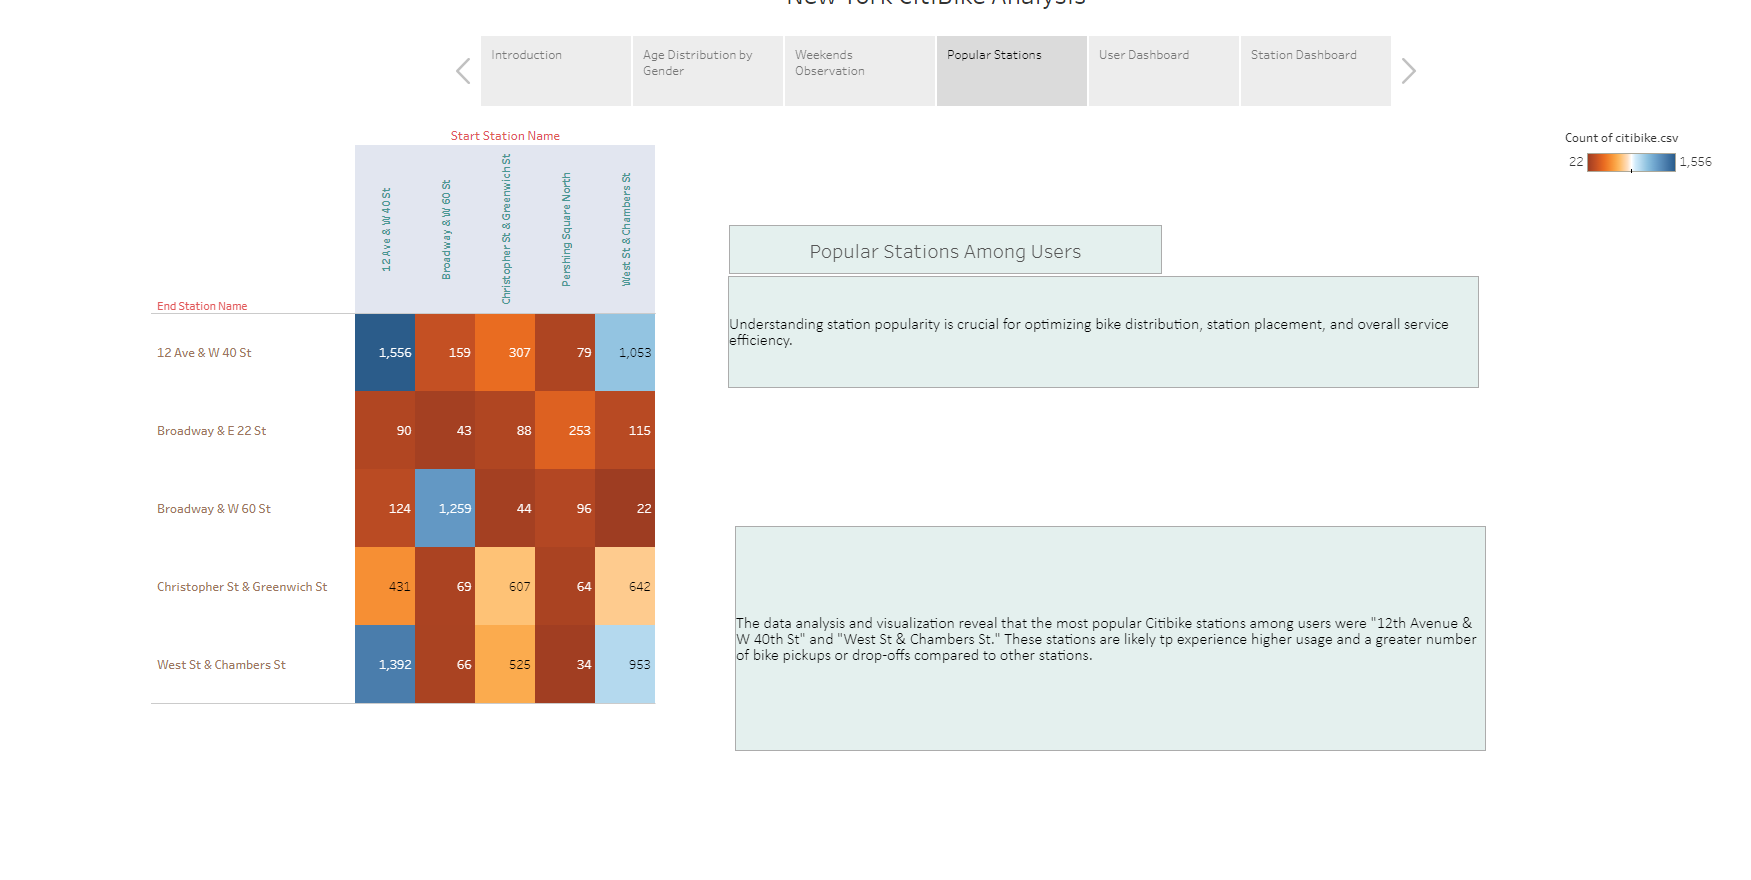 New York CitiBike Analysis
Introduction
Age Distribution by
Gender
Weekends
Observation
Popular Stations
User Dashboard
Station Dashboard
Start Station Name
Count of citibike.csv
22 1,556
12 Ave & W 40 St
Broadway & W 60 St
Christopher St & Greenwich St
Pershing Square North
West St & Chambers St
End Station Name
12 Ave & W 40 St 1,556 159 307 79 1,053
Broadway & E 22 St 90 43 88 253 115
Broadway & W 60 St 124 1,259 44 96 22
Christopher St & Greenwich St 431 69 607 64 642
West St & Chambers St 1,392 66 525 34 953
Popular Stations Among Users
Understanding station popularity is crucial for optimizing bike distribution, station placement, and overall service
efficiency.
The data analysis and visualization reveal that the most popular Citibike stations among users were "12th Avenue &
W 40th St" and "West St & Chambers St." These stations are likely tp experience higher usage and a greater number
of bike pickups or drop-offs compared to other stations.